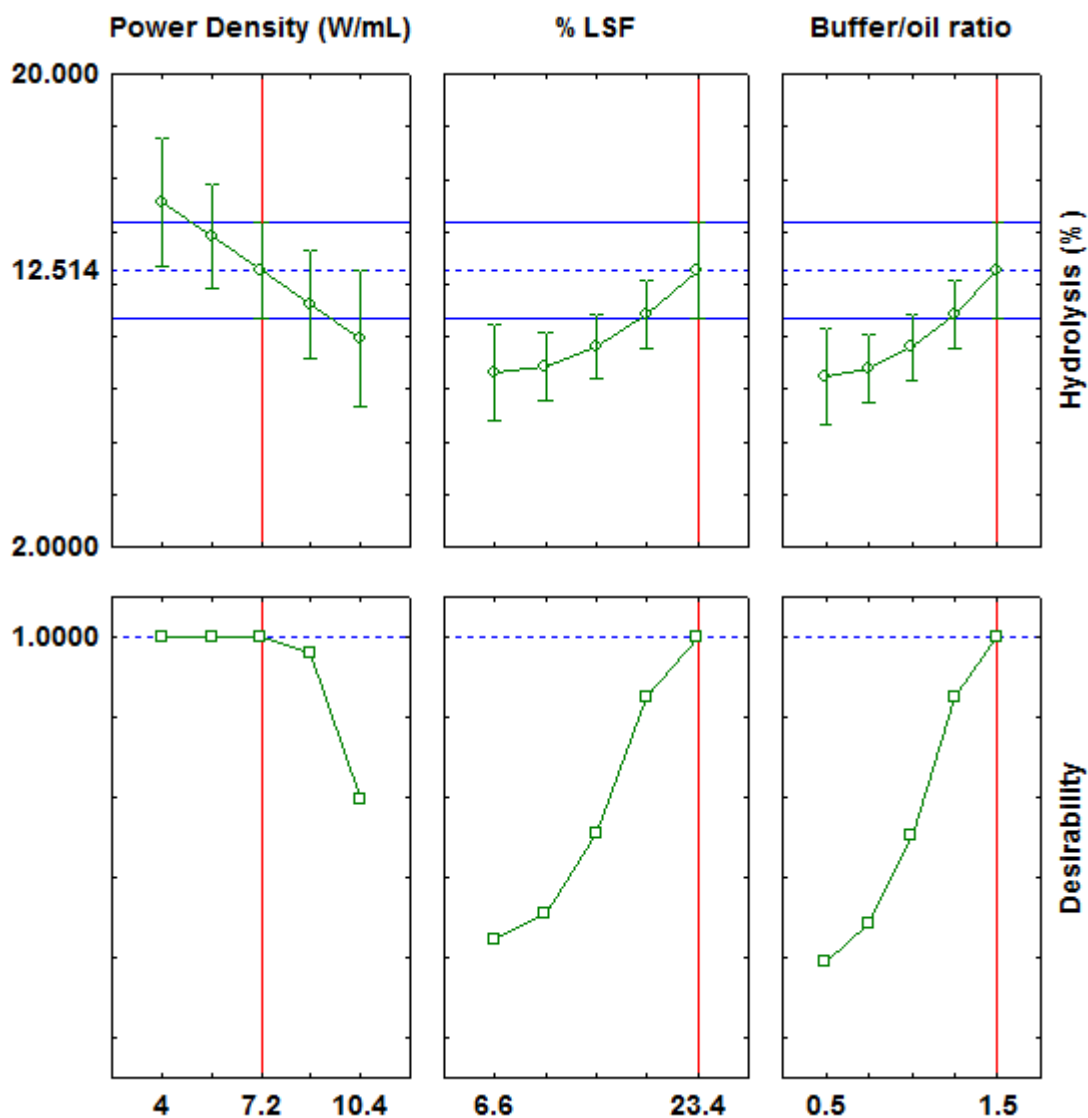 Power Density (W/mL) % LSF Buffer/oil ratio
20.000
12.514
2.0000
Hydrolysis (%)
1.0000
Desirability
4 7.2 10.4 6.6 23.4 0.5 1.5